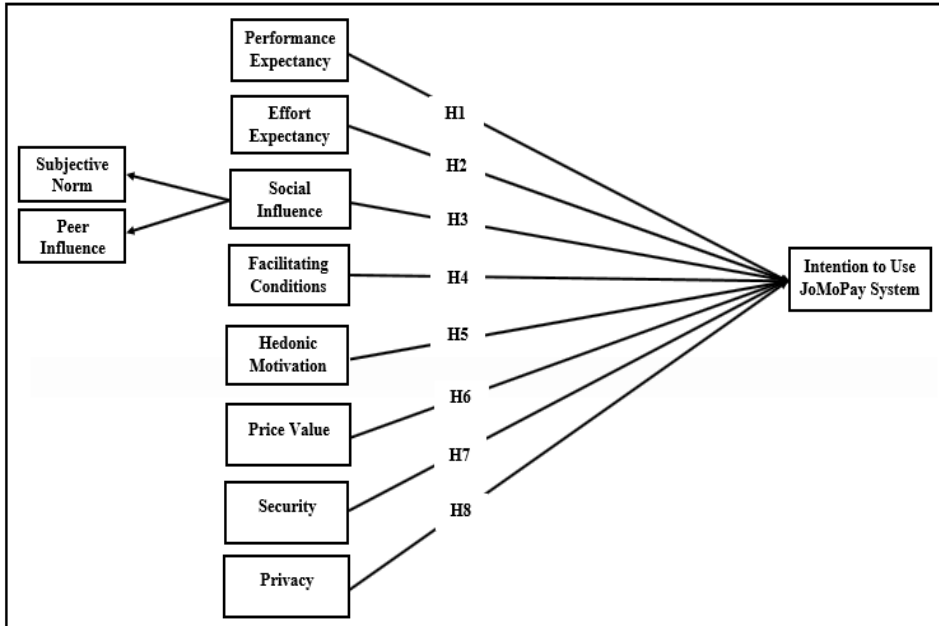 Performance
Expectancy
H1
Effort
Expectancy
H2
Subjective
Norm
Social
Influence
H3
Peer
Influence
Facilitating
Conditions
H4
Intention to Use
JoMoPay System
Hedonic
Motivation
H5
Price Value
H6
Security
H7
Privacy
H8